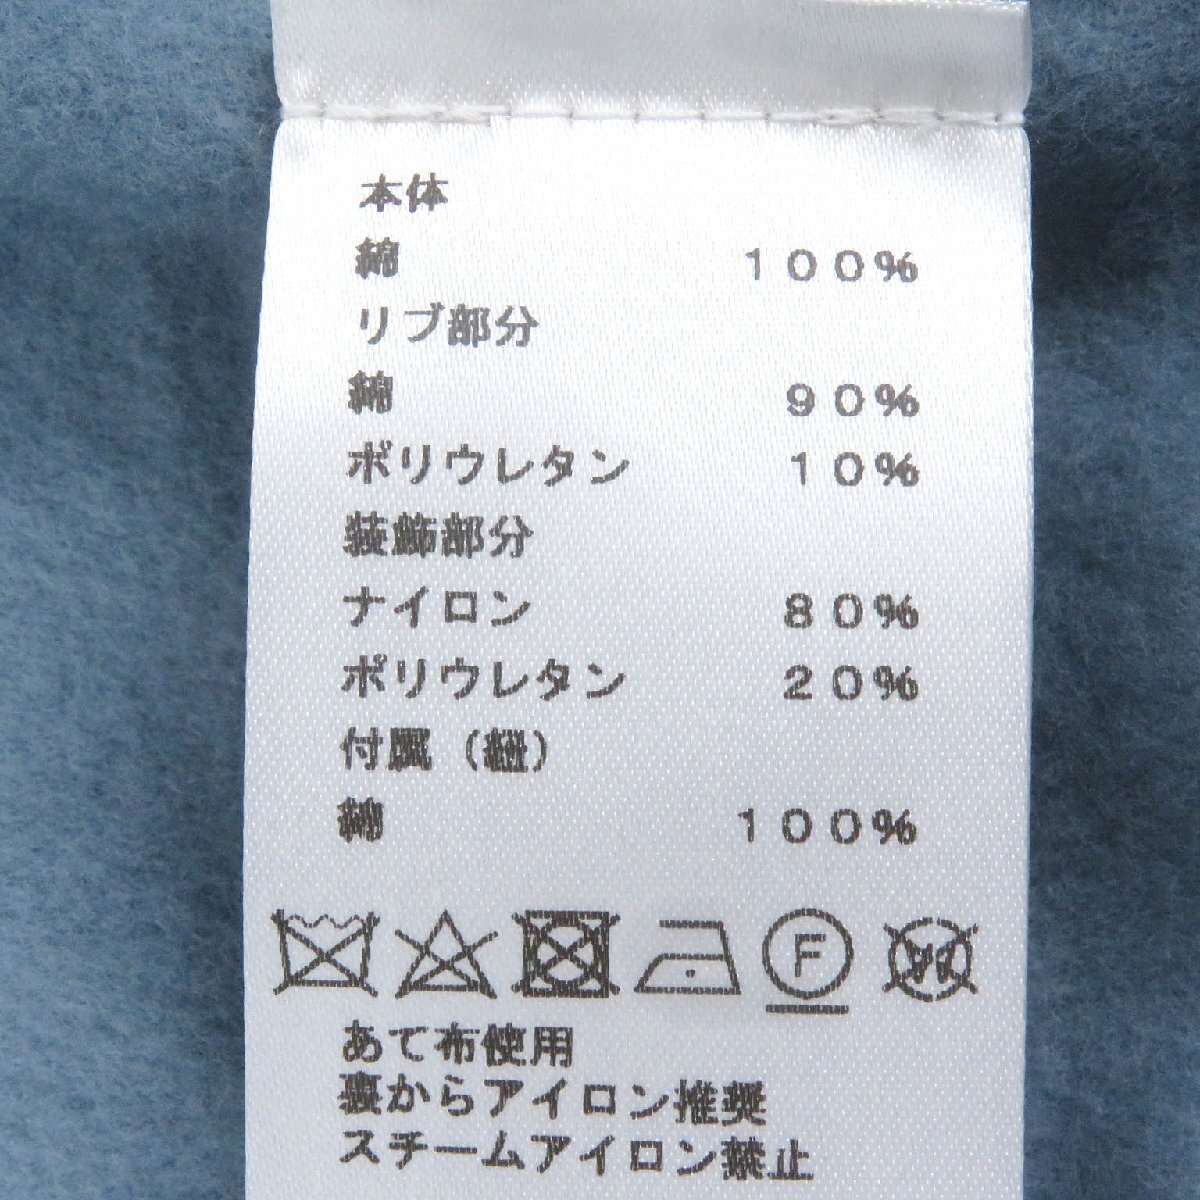 本体
綿 100%
リブ部分
綿 90%
ポリウレタン 10%
装飾部分
ナイロン 80%
ポリウレタン 20%
付属(紐)
綿 100%
F
あて布使用
裏からアイロン推奨
スチームアイロン禁止